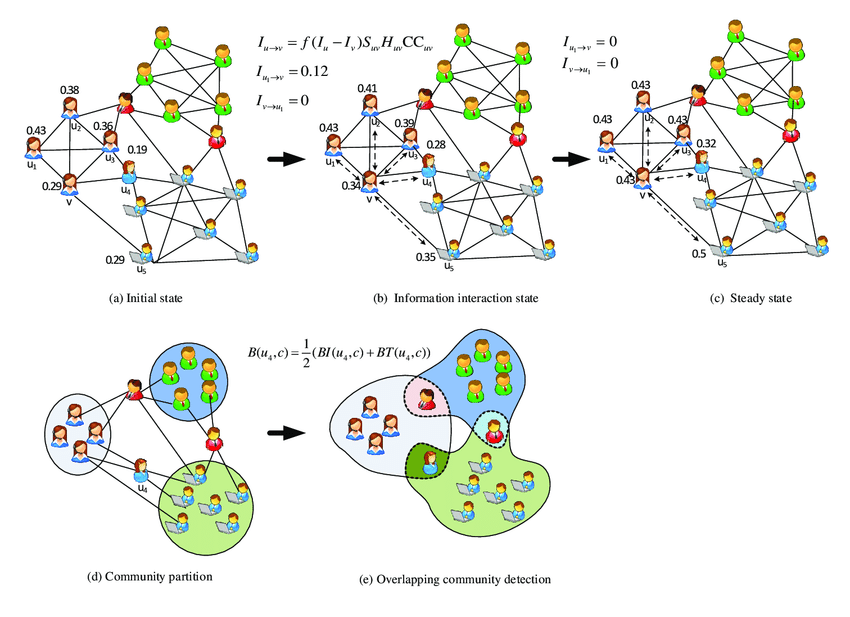 I_{u→v} = f(I_u − I_v)S_{uv}H_{uv}CC_{uv}
I_{u₁→v} = 0.12
I_{v→u₁} = 0
I_{u₁→v} = 0
I_{v→u₁} = 0
0.38
u₂
0.43
u₁
0.36
u₃
0.19
u₄
0.29
v
0.29
u₅
0.41
u₂
0.43
u₁
0.39
u₃
0.28
u₄
0.34
v
0.35
u₅
0.43
u₂
0.43
u₁
0.43
u₃
0.32
u₄
0.43
v
0.5
u₅
(a) Initial state
(b) Information interaction state
(c) Steady state
B(u₄,c) = 1/2 (BI(u₄,c) + BT(u₄,c))
u₄
(d) Community partition
(e) Overlapping community detection